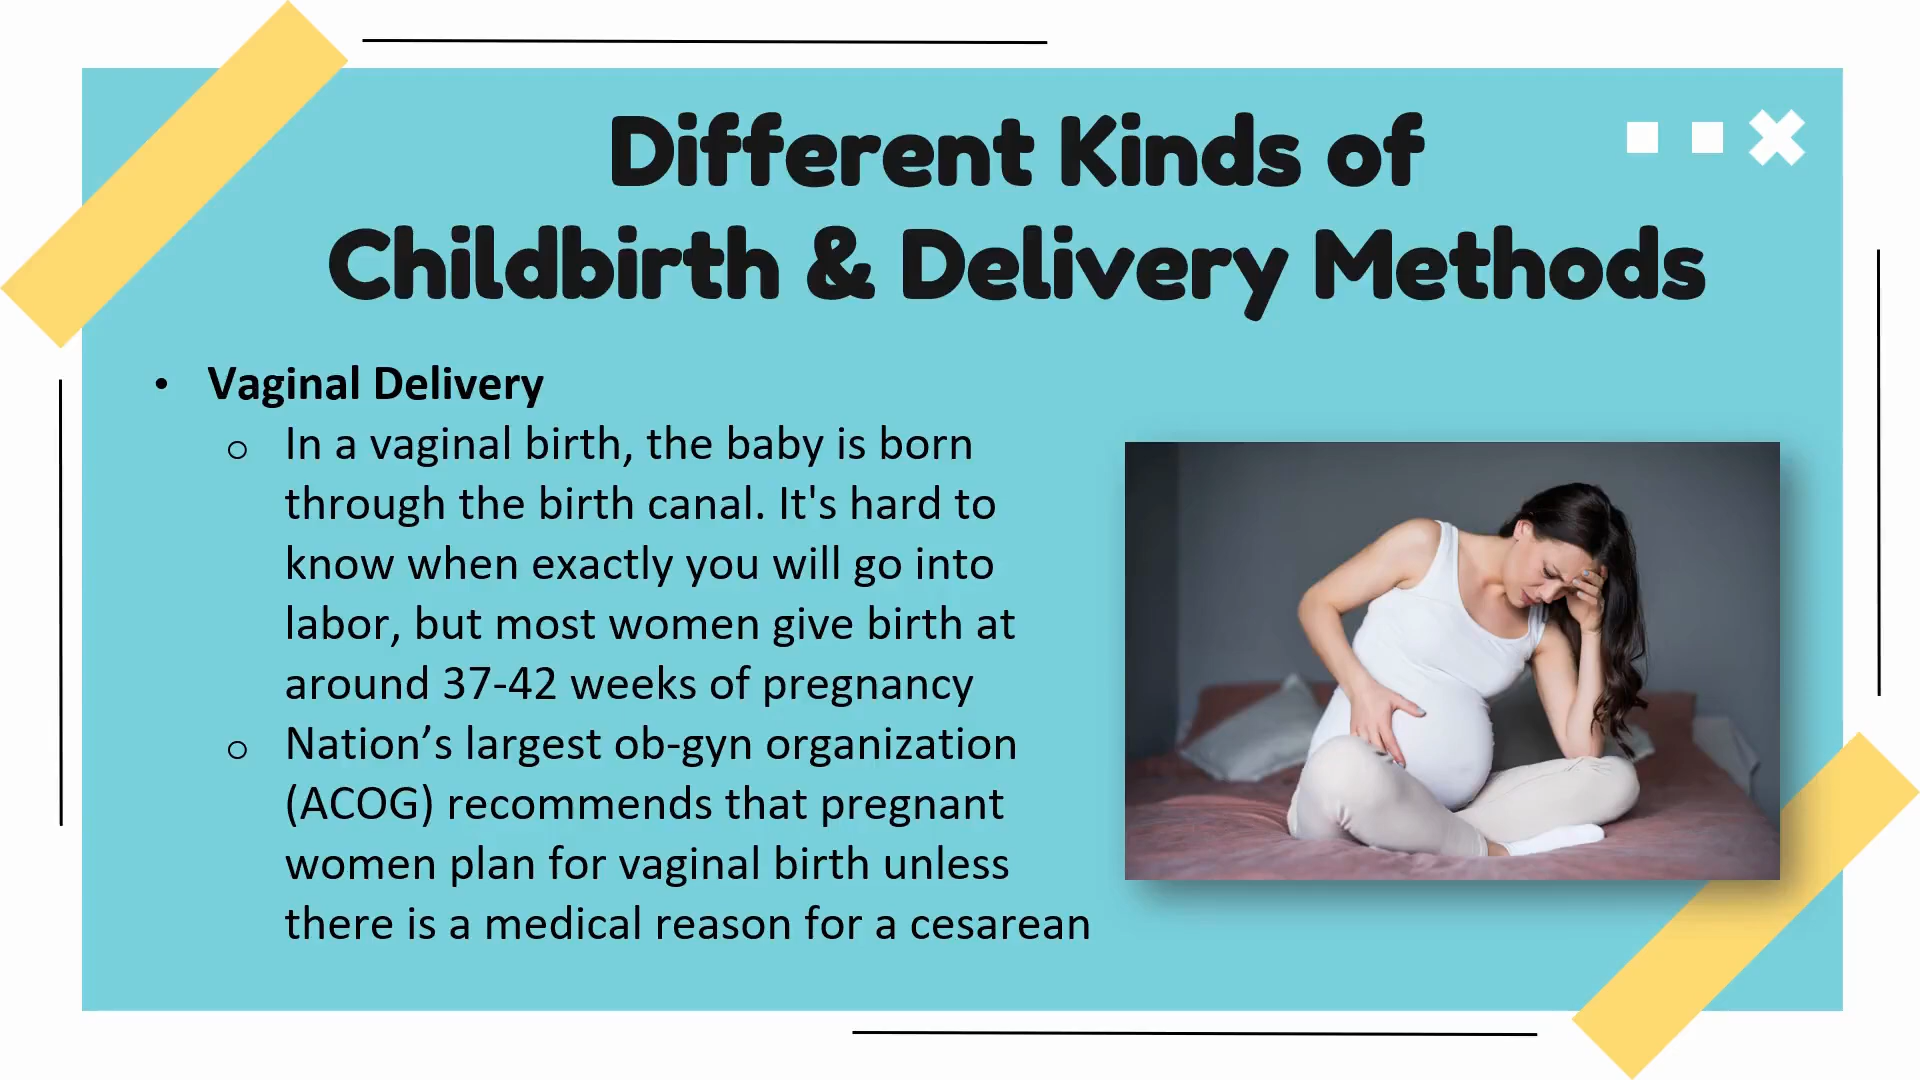 Different Kinds of
Childbirth & Delivery Methods
• Vaginal Delivery
○ In a vaginal birth, the baby is born
through the birth canal. It's hard to
know when exactly you will go into
labor, but most women give birth at
around 37-42 weeks of pregnancy
○ Nation’s largest ob-gyn organization
(ACOG) recommends that pregnant
women plan for vaginal birth unless
there is a medical reason for a cesarean